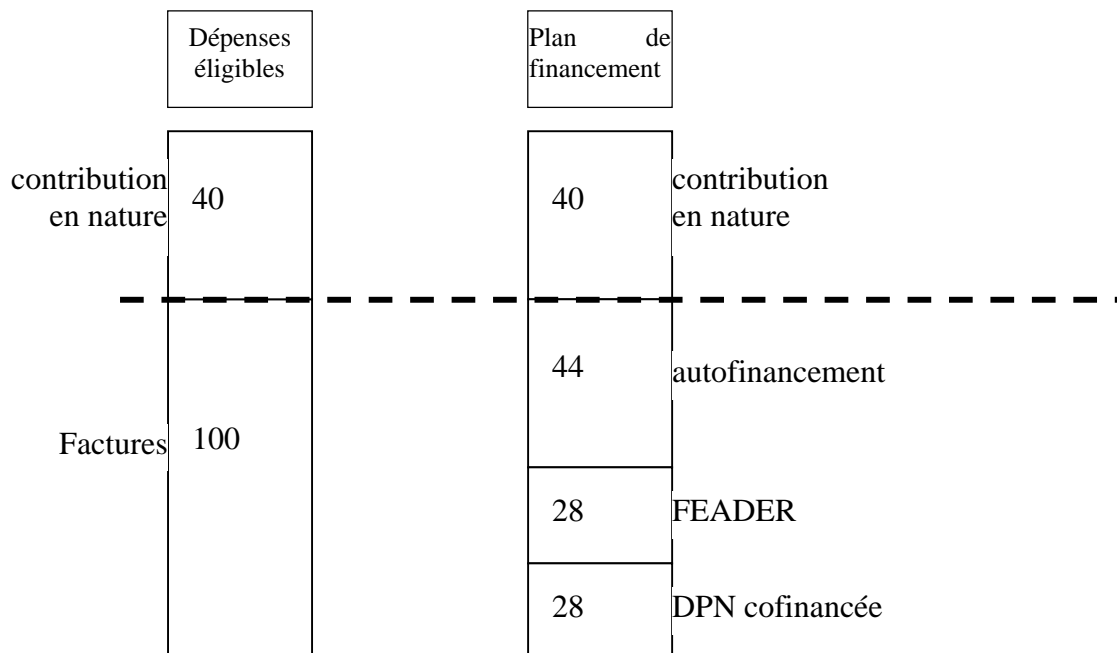 Dépenses
éligibles
Plan de
financement
contribution
en nature
40
40
contribution
en nature
44
autofinancement
Factures
100
28
FEADER
28
DPN cofinancée